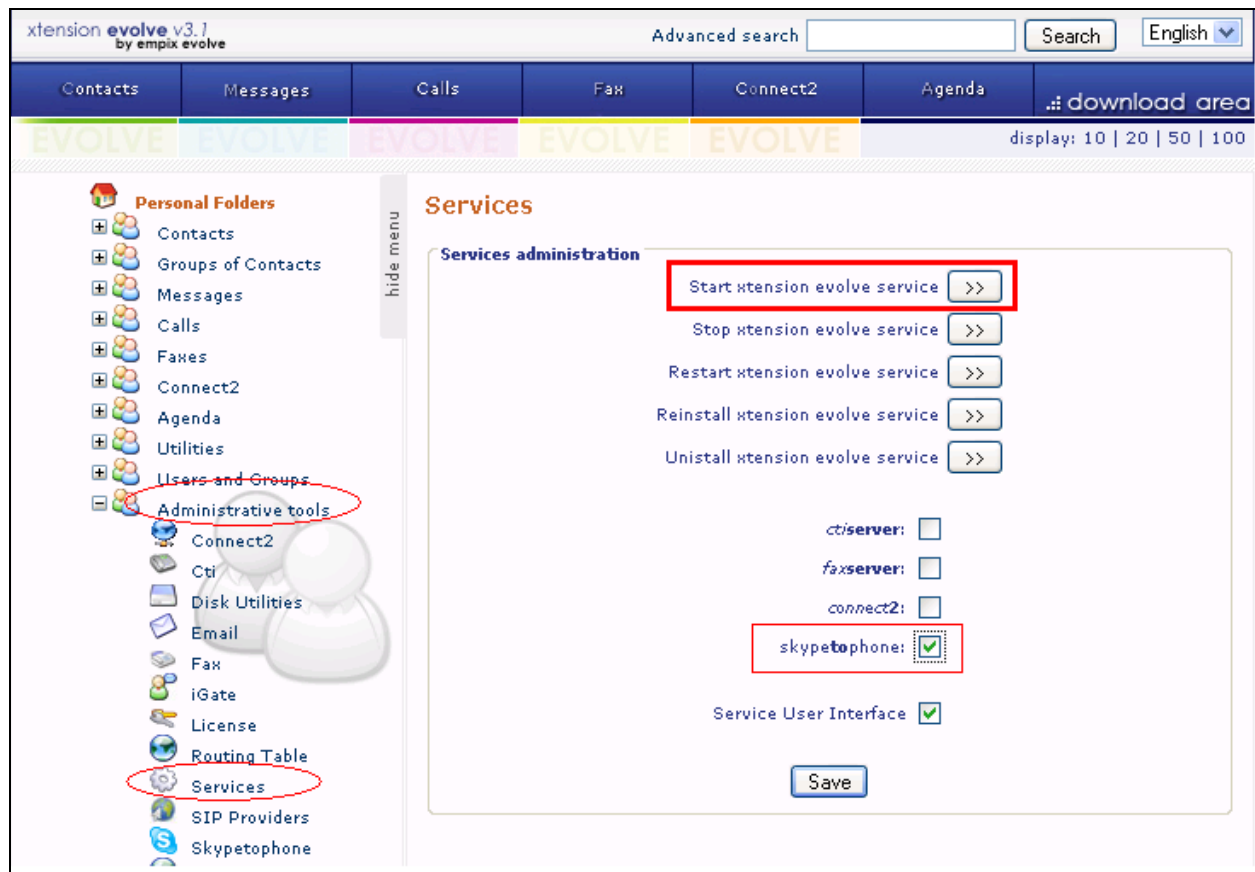 xtension evolve v3.1
by empix evolve
Advanced search
Search
English
Contacts
Messages
Calls
Fax
Connect2
Agenda
.:i download area
EVOLVE EVOLVE EVOLVE EVOLVE EVOLVE
display: 10 | 20 | 50 | 100
Personal Folders
Contacts
Groups of Contacts
Messages
Calls
Faxes
Connect2
Agenda
Utilities
Users and Groups
Administrative tools
Connect2
Cti
Disk Utilities
Email
Fax
iGate
License
Routing Table
Services
SIP Providers
Skypetophone
hide menu
Services
Services administration
Start xtension evolve service >>
Stop xtension evolve service >>
Restart xtension evolve service >>
Reinstall xtension evolve service >>
Unistall xtension evolve service >>
ctiserver:
faxserver:
connect2:
skypetophone:
Service User Interface
Save